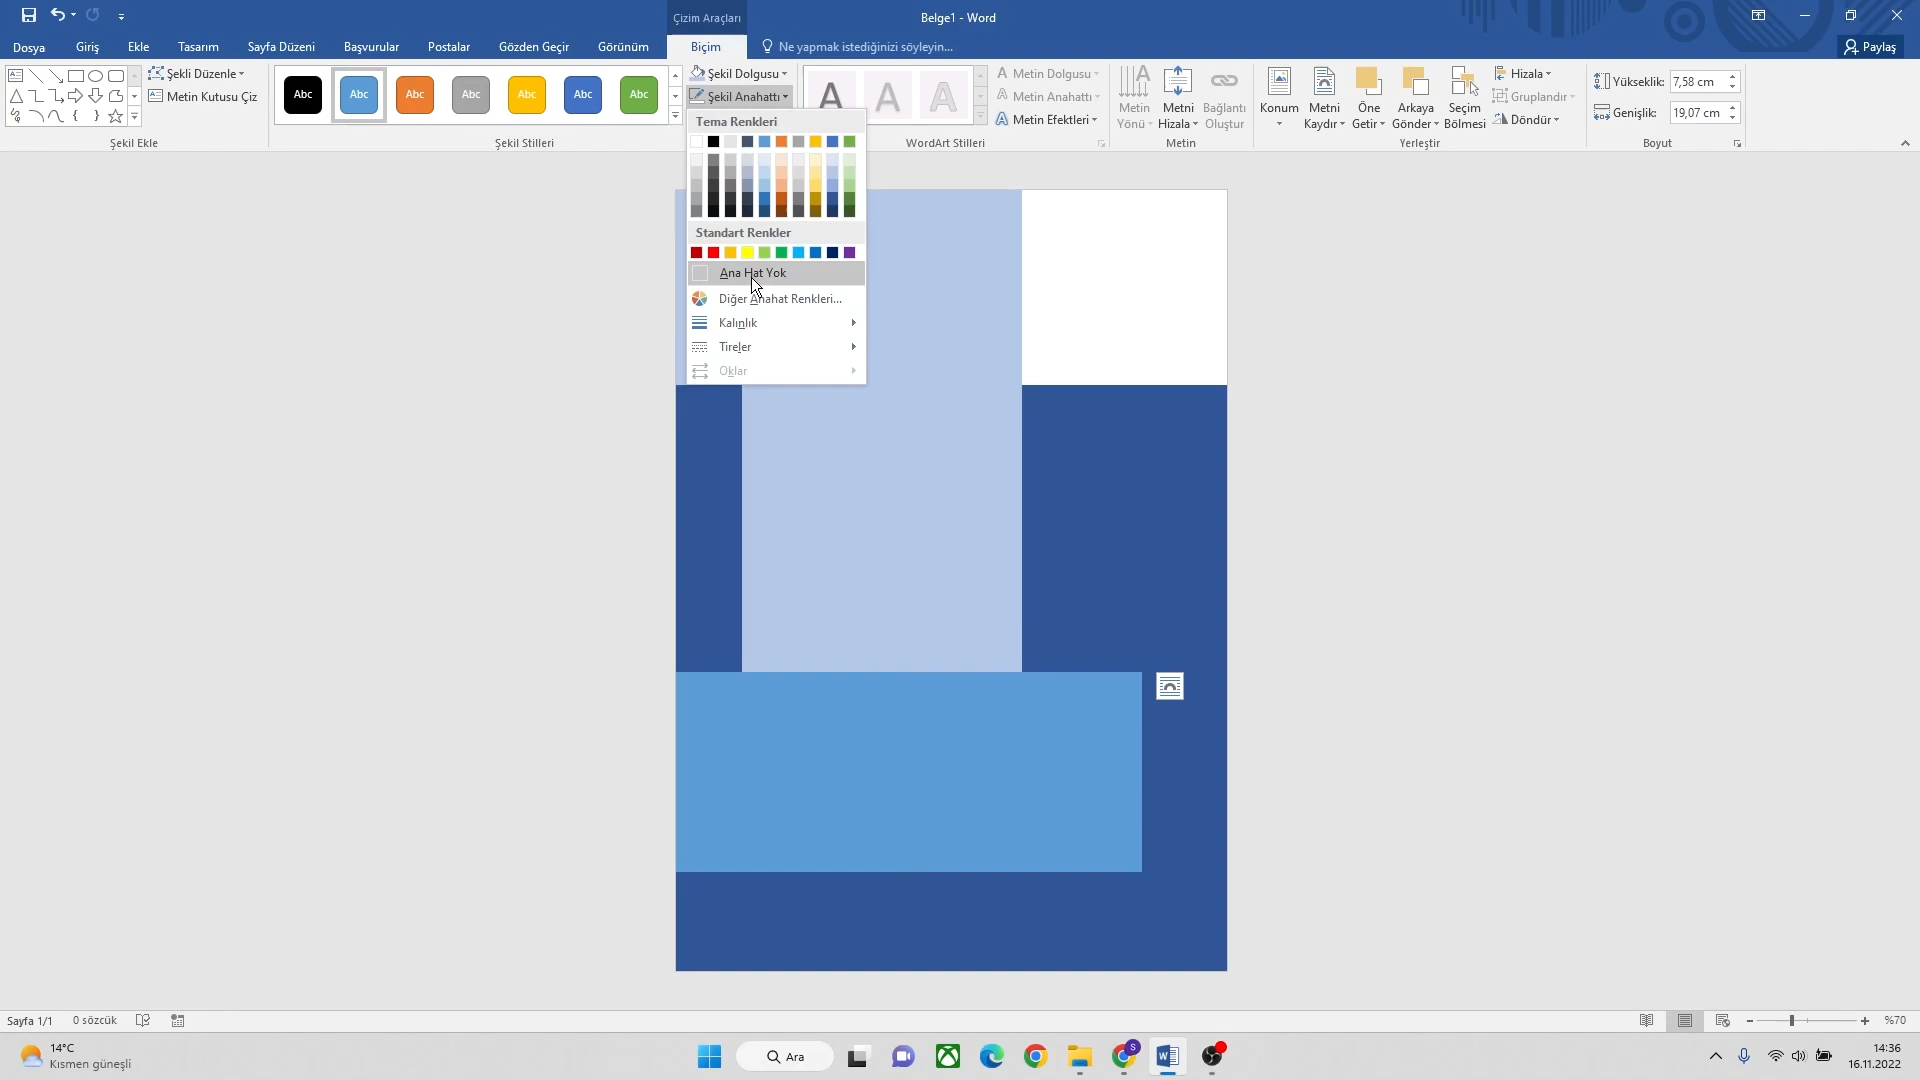 Çizim Araçları
Belge1 - Word
Dosya
Giriş
Ekle
Tasarım
Sayfa Düzeni
Başvurular
Postalar
Gözden Geçir
Görünüm
Biçim
Ne yapmak istediğinizi söyleyin...
Paylaş
Şekli Düzenle
Metin Kutusu Çiz
Şekil Ekle
Abc
Abc
Abc
Abc
Abc
Abc
Abc
Şekil Stilleri
Şekil Dolgusu
Şekil Anahattı
A
A
A
Metin Dolgusu
Metin Anahattı
Metin Efektleri
WordArt Stilleri
Metin
Yönü
Metni
Hizala
Bağlantı
Oluştur
Metin
Konum
Metni
Kaydır
Öne
Getir
Arkaya
Gönder
Seçim
Bölmesi
Hizala
Gruplandır
Döndür
Yerleştir
Yükseklik: 7,58 cm
Genişlik: 19,07 cm
Boyut
Tema Renkleri
Standart Renkler
Ana Hat Yok
Diğer Anahat Renkleri...
Kalınlık
Tireler
Oklar
Sayfa 1/1
0 sözcük
%70
14°C
Kısmen güneşli
Ara
S
14:36
16.11.2022